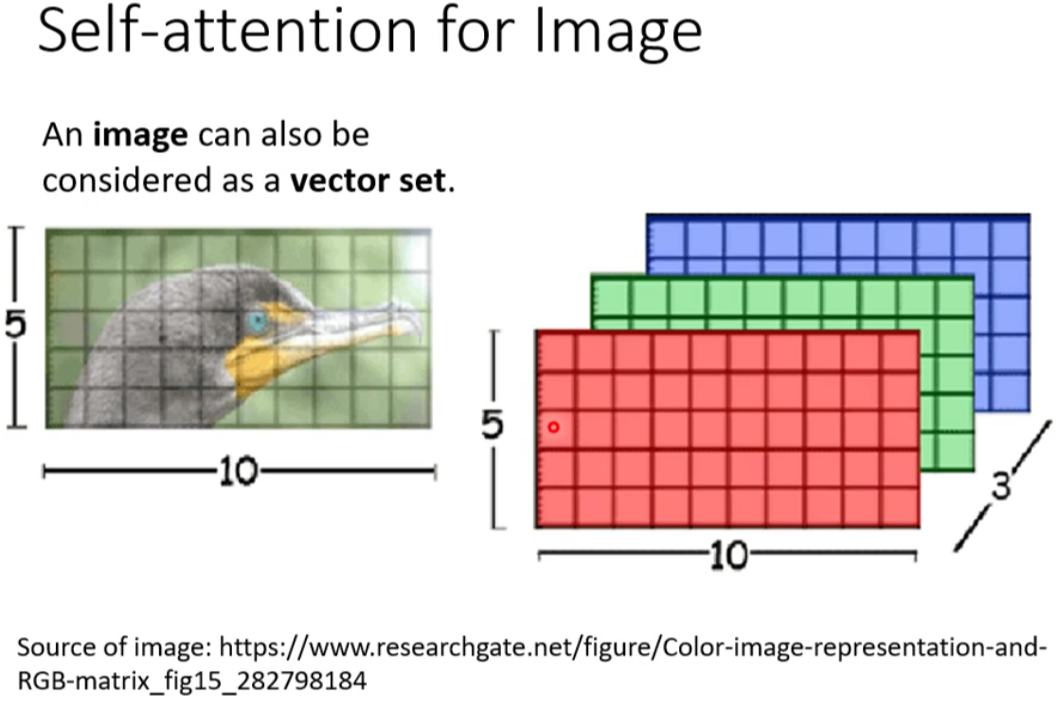 Self-attention for Image
An image can also be
considered as a vector set.
5
10
5
10
3
Source of image: https://www.researchgate.net/figure/Color-image-representation-and-
RGB-matrix_fig15_282798184